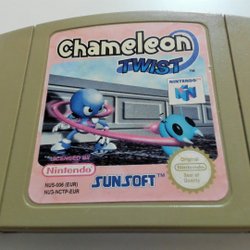 Chameleon
TWIST
NINTENDO 64
LICENSED BY
Nintendo
NUS-006 (EUR)
NUS-NCTP-EUR
SUNSOFT
Original
Nintendo
Seal of
Quality